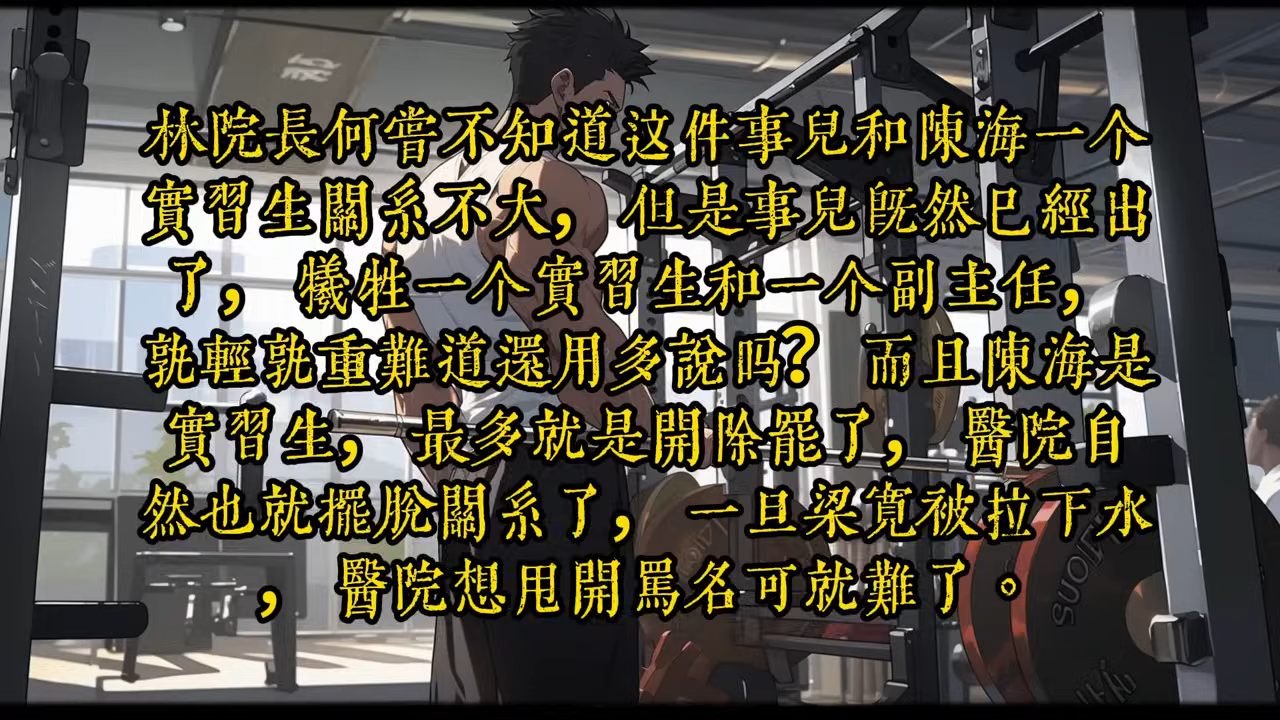 林院長何嘗不知道这件事兒和陳海一个
實習生關系不大， 但是事兒既然已經出
了， 犧牲一个實習生和一个副主任，
孰輕孰重難道還用多說吗？ 而且陳海是
實習生， 最多就是開除罷了， 醫院自
然也就擺脫關系了， 一旦梁寬被拉下水
， 醫院想甩開罵名可就難了。